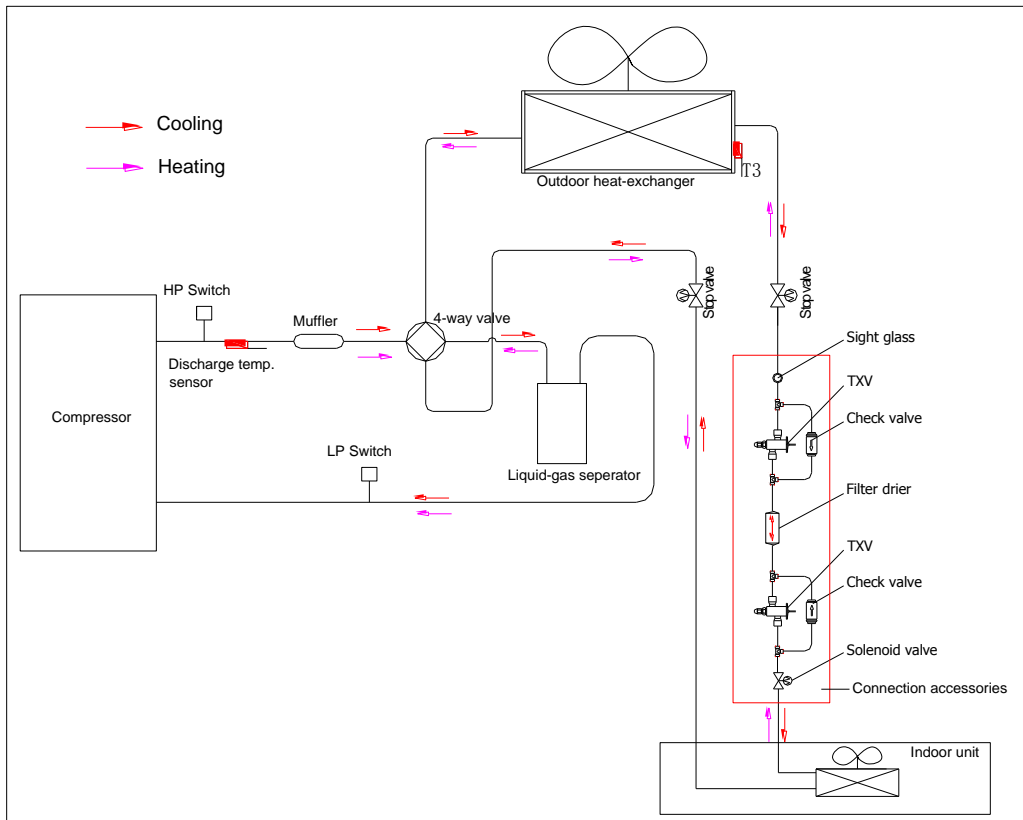 Cooling
Heating
Outdoor heat-exchanger
T3
HP Switch
Muffler
4-way valve
Stop valve
Stop valve
Discharge temp.
sensor
Sight glass
TXV
Compressor
Check valve
LP Switch
Liquid-gas seperator
Filter drier
TXV
Check valve
Solenoid valve
Connection accessories
Indoor unit